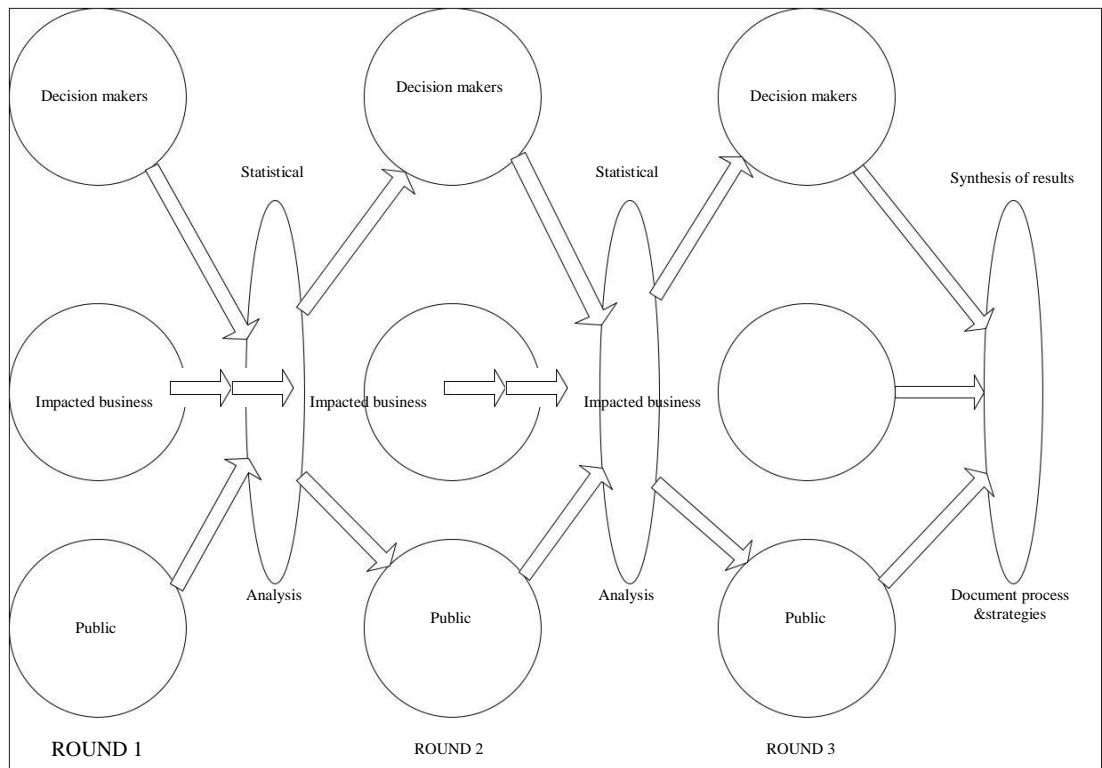 Decision makers
Decision makers
Decision makers
Statistical
Statistical
Synthesis of results
Impacted business
Impacted business
Impacted business
Analysis
Analysis
Document process
&strategies
Public
Public
Public
ROUND 1
ROUND 2
ROUND 3